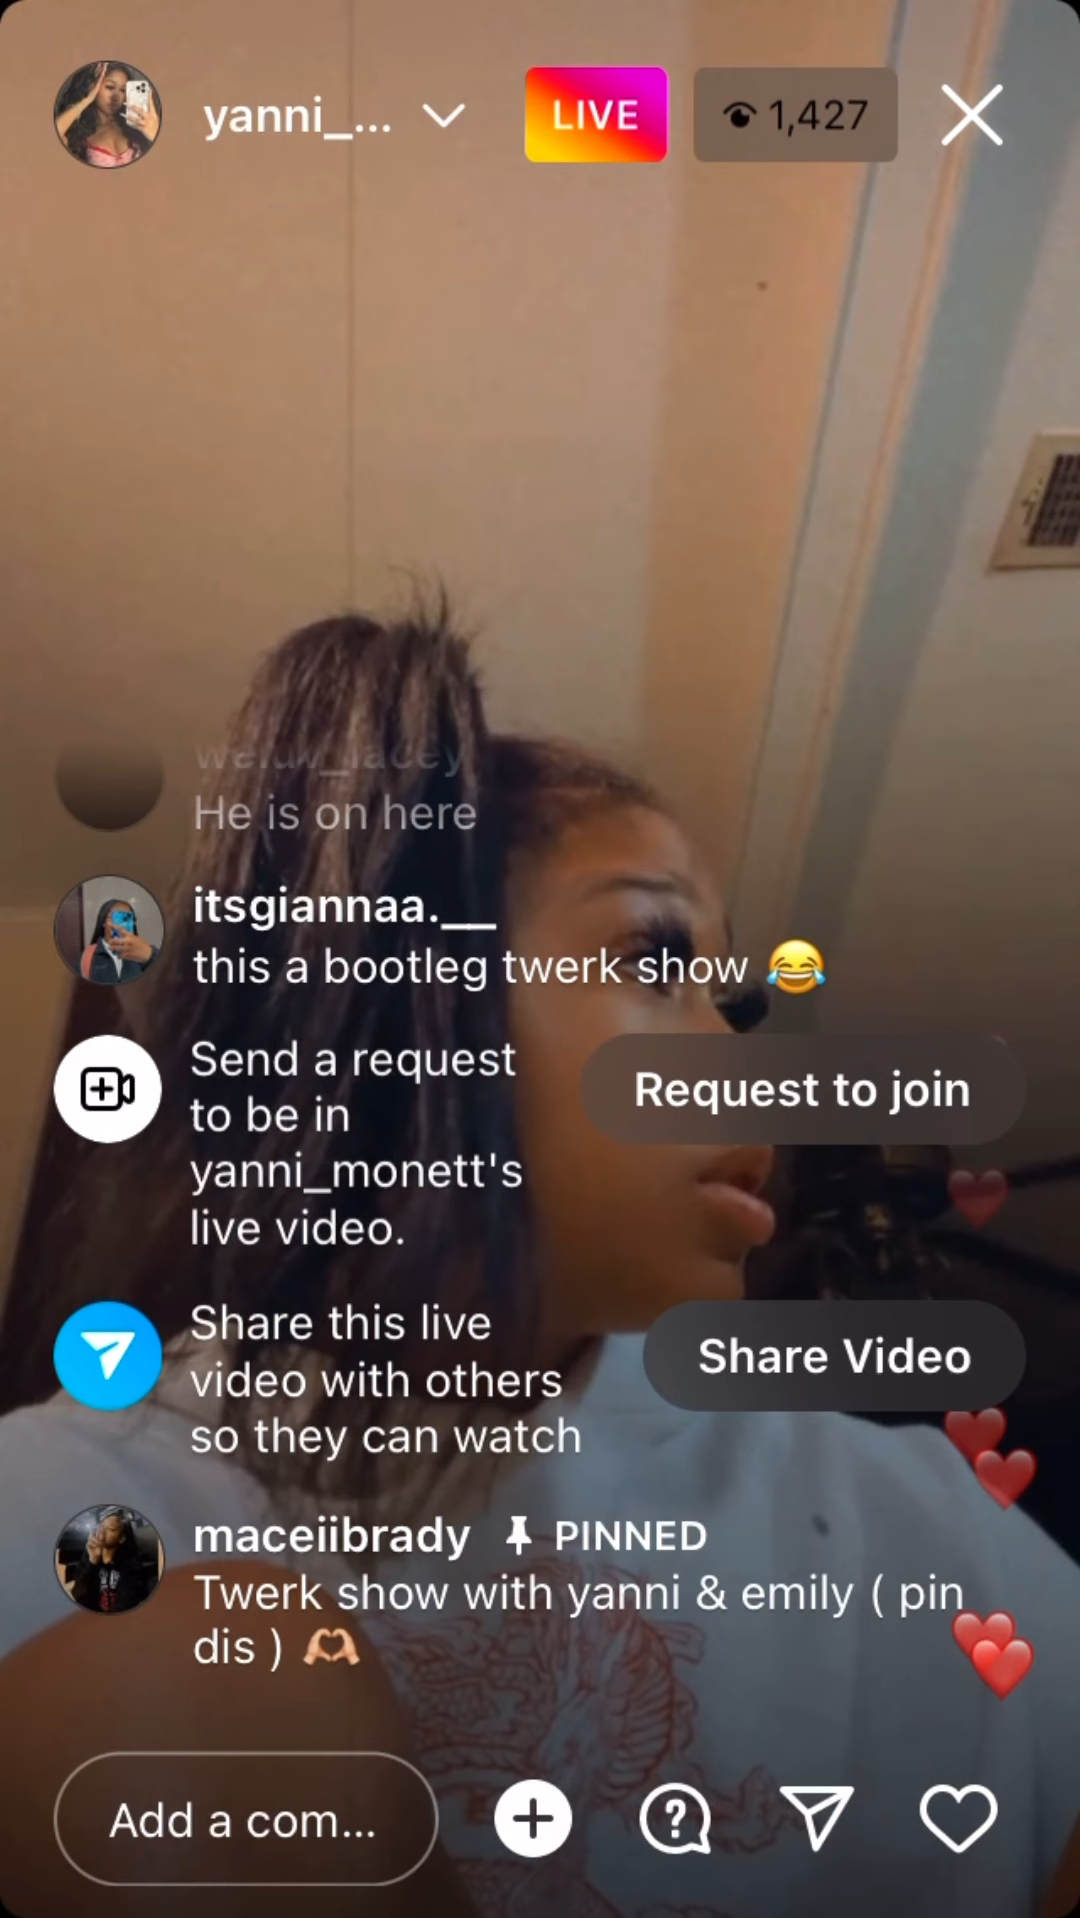 yanni_...
LIVE
1,427
weluv_lacey
He is on here
itsgiannaa.__
this a bootleg twerk show 😂
Send a request
to be in
yanni_monett's
live video.
Request to join
Share this live
video with others
so they can watch
Share Video
maceiibrady PINNED
Twerk show with yanni & emily ( pin
dis ) 🫶🏼
Add a com...